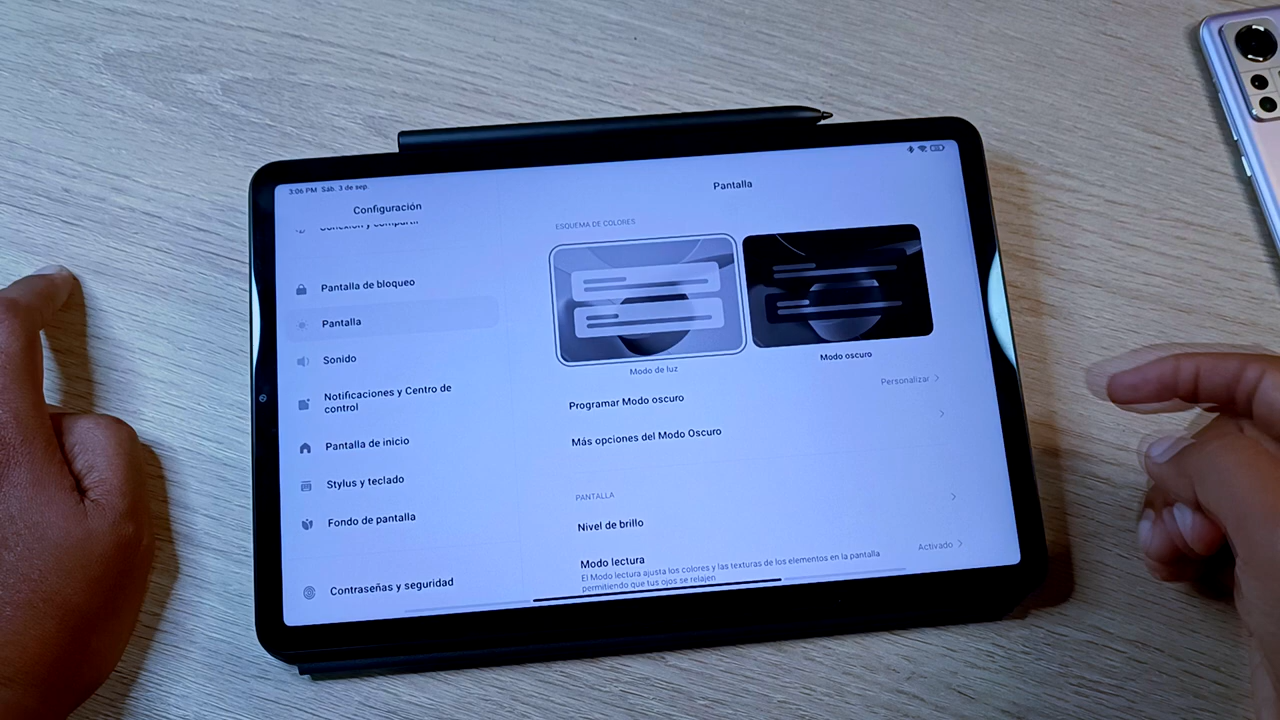 3:06 PM Sáb. 3 de sep.
Configuración
Conexión y compartir
Pantalla de bloqueo
Pantalla
Sonido
Notificaciones y Centro de
control
Pantalla de inicio
Stylus y teclado
Fondo de pantalla
Contraseñas y seguridad
Pantalla
ESQUEMA DE COLORES
Modo de luz
Modo oscuro
Programar Modo oscuro
Personalizar
Más opciones del Modo Oscuro
PANTALLA
Nivel de brillo
Modo lectura
El Modo lectura ajusta los colores y las texturas de los elementos en la pantalla
permitiendo que tus ojos se relajen
Activado